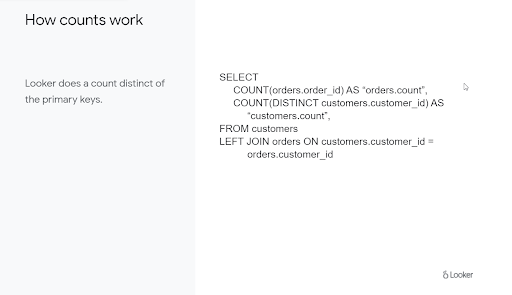 How counts work
Looker does a count distinct of
the primary keys.
SELECT
COUNT(orders.order_id) AS “orders.count”,
COUNT(DISTINCT customers.customer_id) AS
“customers.count”,
FROM customers
LEFT JOIN orders ON customers.customer_id =
orders.customer_id
Looker